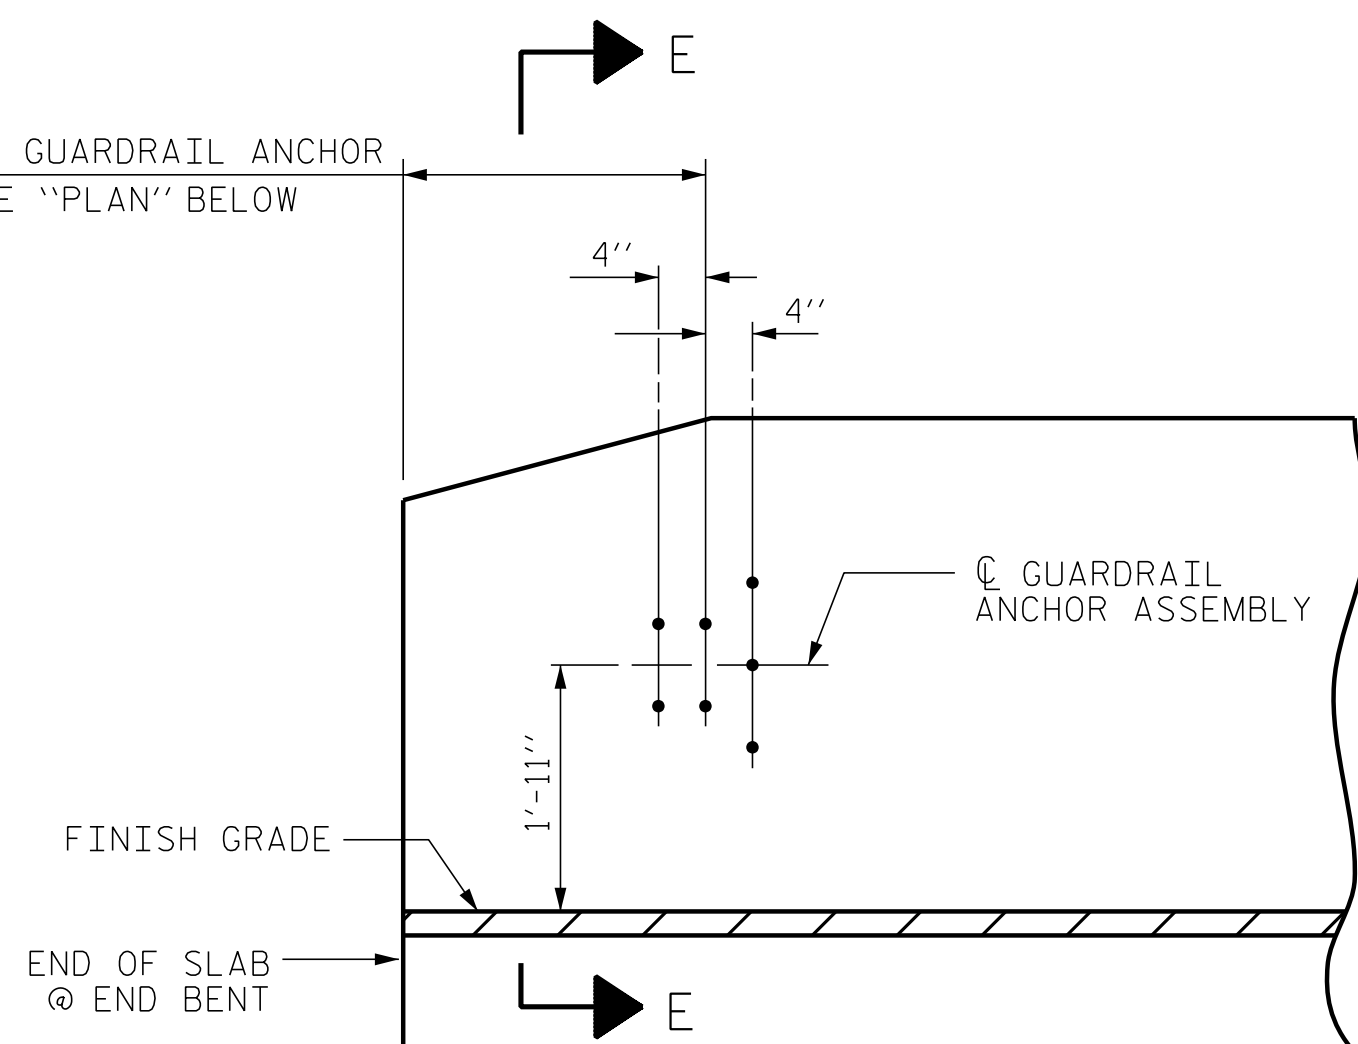 E
GUARDRAIL ANCHOR
E "PLAN" BELOW
4"
4"
℄ GUARDRAIL
ANCHOR ASSEMBLY
1'-11"
FINISH GRADE
END OF SLAB
@ END BENT
E